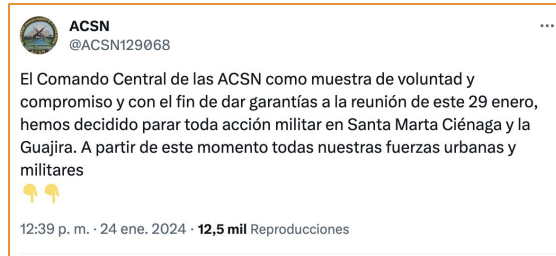 ACSN
@ACSN129068
El Comando Central de las ACSN como muestra de voluntad y
compromiso y con el fin de dar garantías a la reunión de este 29 enero,
hemos decidido parar toda acción militar en Santa Marta Ciénaga y la
Guajira. A partir de este momento todas nuestras fuerzas urbanas y
militares
👇👇
12:39 p. m. · 24 ene. 2024 · 12,5 mil Reproducciones